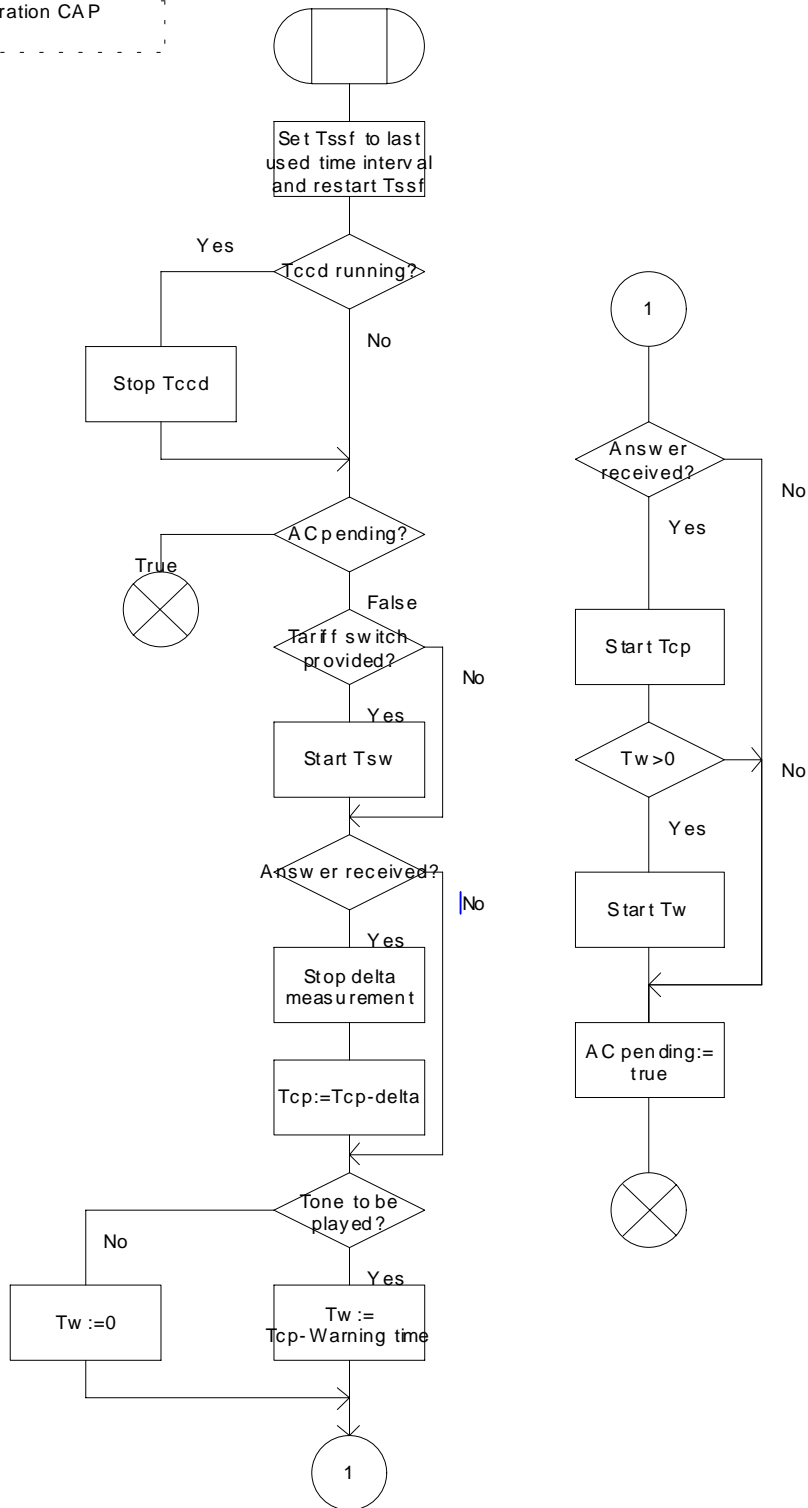 ration CAP
Set Tssf to last
used time interval
and restart Tssf
Yes
Tccd running?
No
Stop Tccd
ACpending?
True
False
Tariff switch
provided?
No
Yes
Start Tsw
Answer received?
No
Yes
Stop delta
measurement
Tcp:=Tcp-delta
Tone to be
played?
No
Yes
Tw :=0
Tw :=
Tcp-Warning time
1
1
Answer
received?
No
Yes
Start Tcp
Tw>0
No
Yes
Start Tw
AC pending:=
true